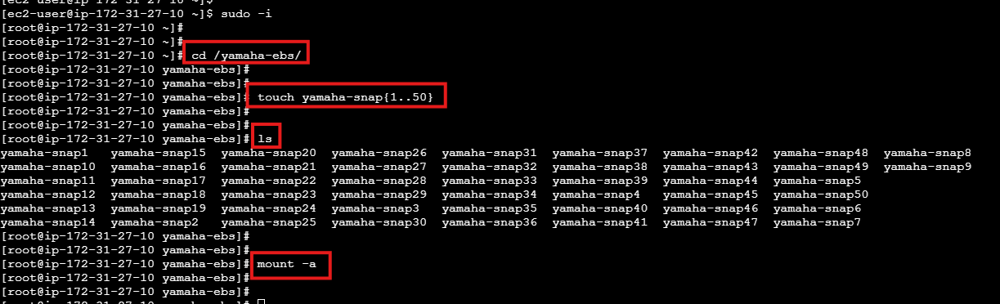 [ec2-user@ip-172-31-27-10 ~]$
[ec2-user@ip-172-31-27-10 ~]$ sudo -i
[root@ip-172-31-27-10 ~]#
[root@ip-172-31-27-10 ~]#
[root@ip-172-31-27-10 ~]# cd /yamaha-ebs/
[root@ip-172-31-27-10 yamaha-ebs]#
[root@ip-172-31-27-10 yamaha-ebs]#
[root@ip-172-31-27-10 yamaha-ebs]# touch yamaha-snap{1..50}
[root@ip-172-31-27-10 yamaha-ebs]#
[root@ip-172-31-27-10 yamaha-ebs]#
[root@ip-172-31-27-10 yamaha-ebs]# ls
yamaha-snap1 yamaha-snap15 yamaha-snap20 yamaha-snap26 yamaha-snap31 yamaha-snap37 yamaha-snap42 yamaha-snap48 yamaha-snap8
yamaha-snap10 yamaha-snap16 yamaha-snap21 yamaha-snap27 yamaha-snap32 yamaha-snap38 yamaha-snap43 yamaha-snap49 yamaha-snap9
yamaha-snap11 yamaha-snap17 yamaha-snap22 yamaha-snap28 yamaha-snap33 yamaha-snap39 yamaha-snap44 yamaha-snap5
yamaha-snap12 yamaha-snap18 yamaha-snap23 yamaha-snap29 yamaha-snap34 yamaha-snap4 yamaha-snap45 yamaha-snap50
yamaha-snap13 yamaha-snap19 yamaha-snap24 yamaha-snap3 yamaha-snap35 yamaha-snap40 yamaha-snap46 yamaha-snap6
yamaha-snap14 yamaha-snap2 yamaha-snap25 yamaha-snap30 yamaha-snap36 yamaha-snap41 yamaha-snap47 yamaha-snap7
[root@ip-172-31-27-10 yamaha-ebs]#
[root@ip-172-31-27-10 yamaha-ebs]#
[root@ip-172-31-27-10 yamaha-ebs]# mount -a
[root@ip-172-31-27-10 yamaha-ebs]#
[root@ip-172-31-27-10 yamaha-ebs]#
[root@ip-172-31-27-10 yamaha-ebs]#